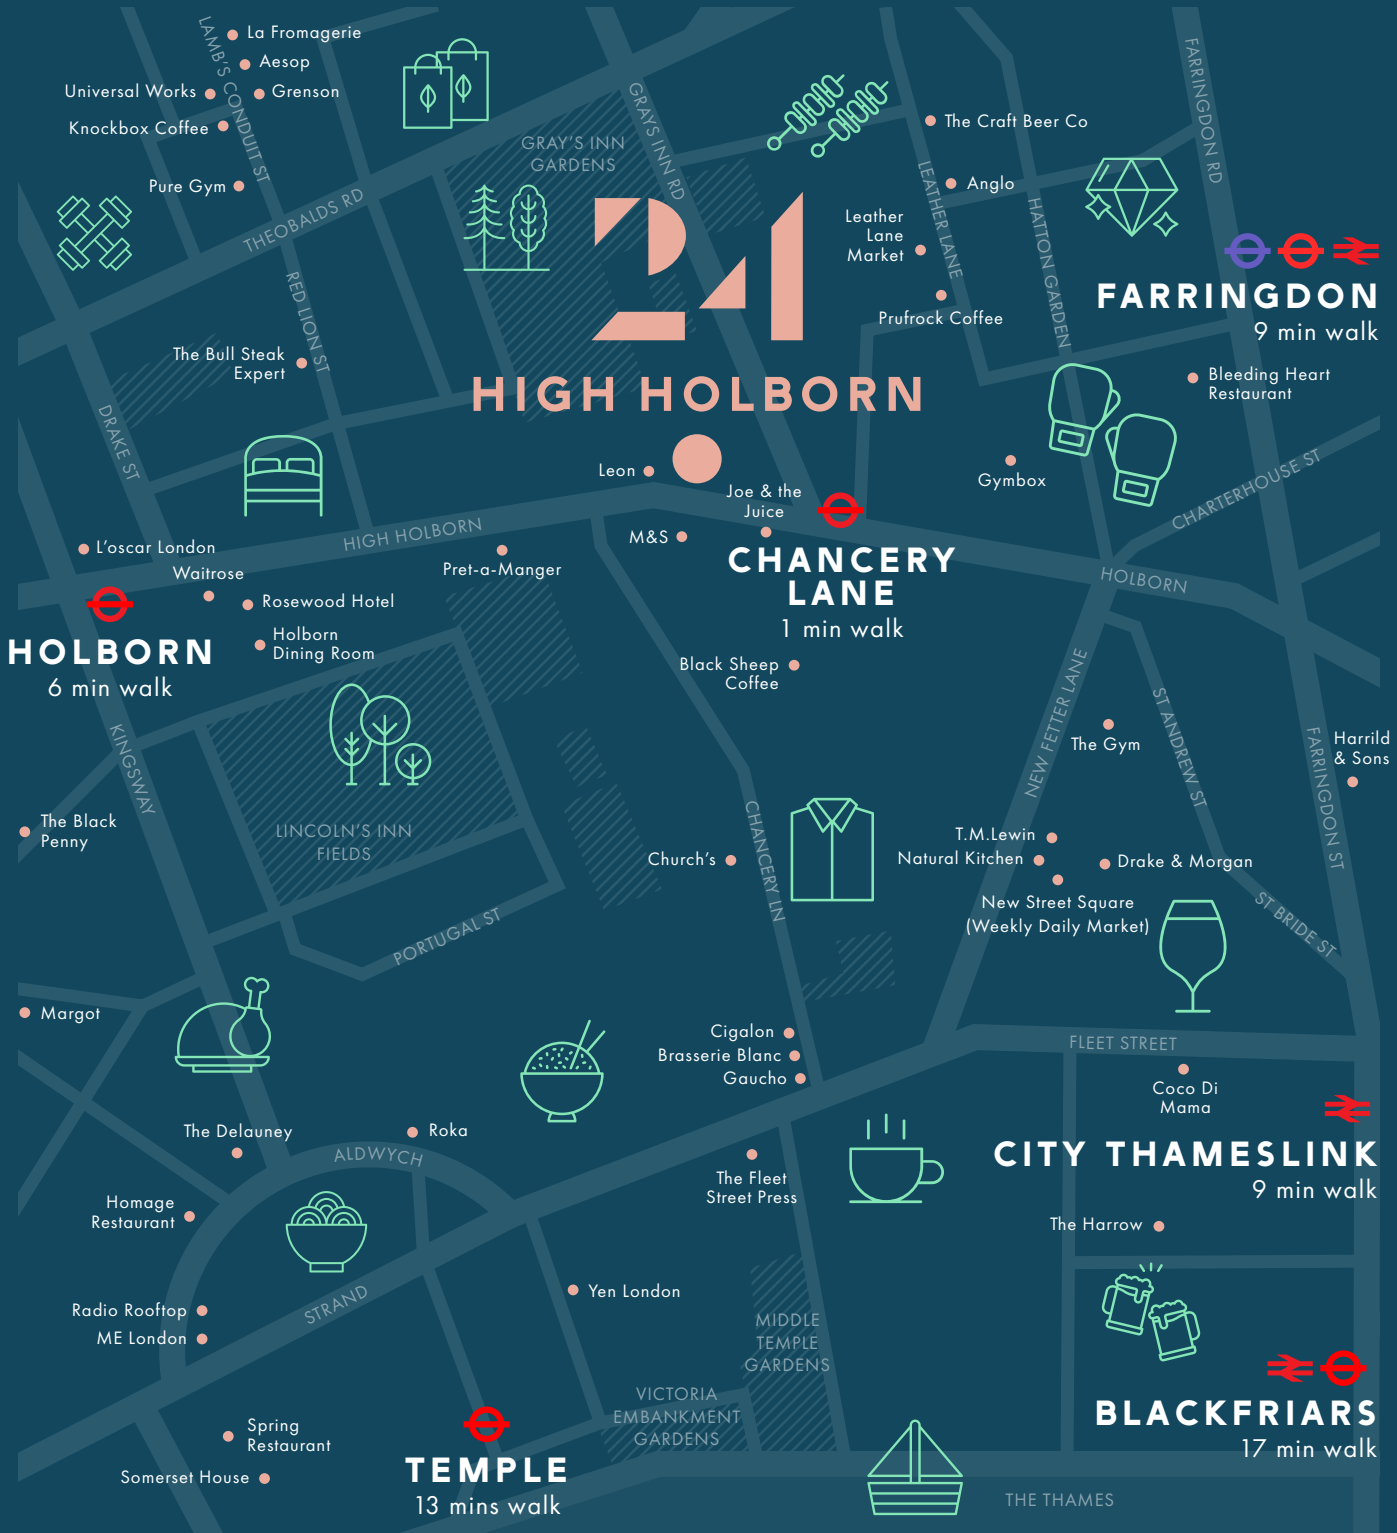 LAMB'S CONDUIT ST
La Fromagerie
Aesop
Universal Works
Grenson
Knockbox Coffee
Pure Gym
THEOBALDS RD
GRAY'S INN
GARDENS
GRAYS INN RD
The Craft Beer Co
Anglo
LEATHER LANE
Leather
Lane
Market
HATTON GARDEN
FARRINGDON RD
Prufrock Coffee
FARRINGDON
9 min walk
RED LION ST
The Bull Steak
Expert
21
HIGH HOLBORN
Bleeding Heart
Restaurant
DRAKE ST
Leon
Joe & the
Juice
Gymbox
CHARTERHOUSE ST
HIGH HOLBORN
M&S
L'oscar London
Waitrose
Pret-a-Manger
CHANCERY
LANE
1 min walk
HOLBORN
Rosewood Hotel
Holborn
Dining Room
HOLBORN
6 min walk
Black Sheep
Coffee
NEW FETTER LANE
ST ANDREW ST
The Gym
FARRINGDON ST
Harrild
& Sons
KINGSWAY
The Black
Penny
LINCOLN'S INN
FIELDS
CHANCERY LN
Church's
T.M.Lewin
Natural Kitchen
Drake & Morgan
New Street Square
(Weekly Daily Market)
ST BRIDE ST
PORTUGAL ST
Margot
Cigalon
Brasserie Blanc
Gaucho
FLEET STREET
Coco Di
Mama
The Delauney
Roka
ALDWYCH
CITY THAMESLINK
9 min walk
The Fleet
Street Press
Homage
Restaurant
The Harrow
STRAND
Yen London
Radio Rooftop
ME London
MIDDLE
TEMPLE
GARDENS
VICTORIA
EMBANKMENT
GARDENS
BLACKFRIARS
17 min walk
Spring
Restaurant
Somerset House
TEMPLE
13 mins walk
THE THAMES